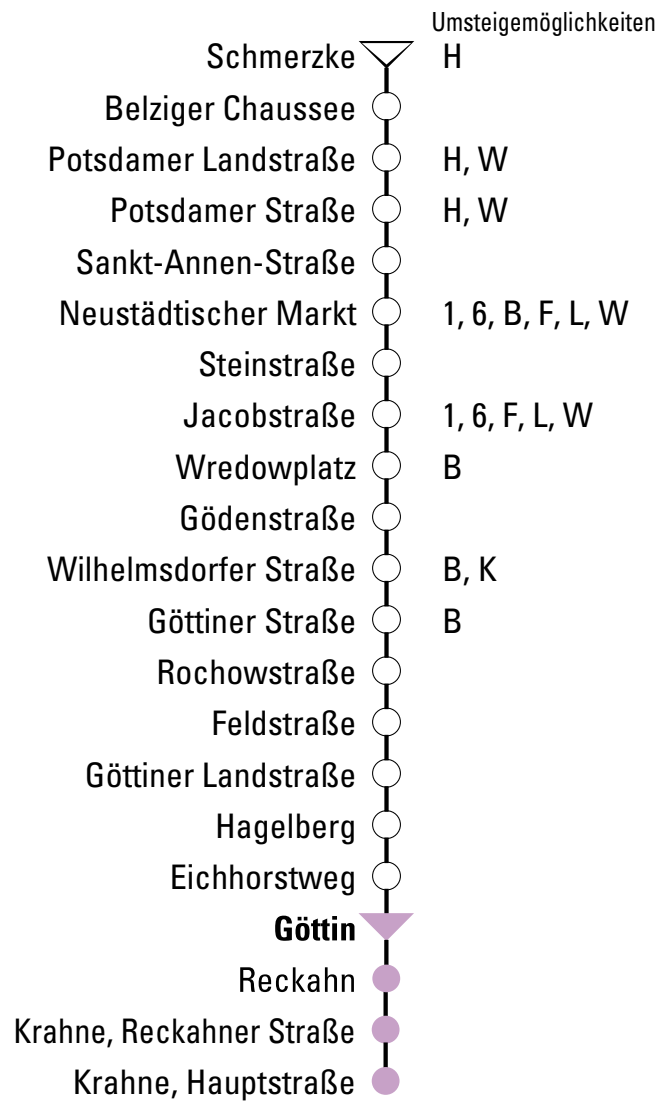 Umsteigemöglichkeiten
Schmerzke H
Belziger Chaussee
Potsdamer Landstraße H, W
Potsdamer Straße H, W
Sankt-Annen-Straße
Neustädtischer Markt 1, 6, B, F, L, W
Steinstraße
Jacobstraße 1, 6, F, L, W
Wredowplatz B
Gödenstraße
Wilhelmsdorfer Straße B, K
Göttiner Straße B
Rochowstraße
Feldstraße
Göttiner Landstraße
Hagelberg
Eichhorstweg
Göttin
Reckahn
Krahne, Reckahner Straße
Krahne, Hauptstraße